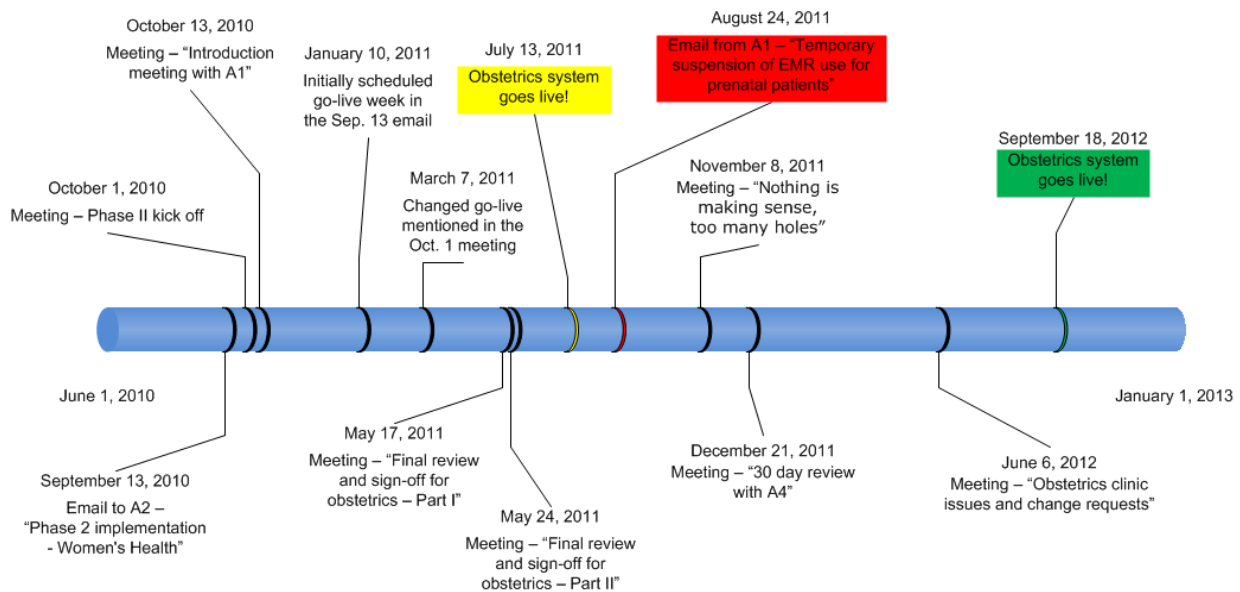 October 13, 2010
Meeting – “Introduction
meeting with A1”
January 10, 2011
Initially scheduled
go-live week in
the Sep. 13 email
July 13, 2011
Obstetrics system
goes live!
August 24, 2011
Email from A1 – “Temporary
suspension of EMR use for
prenatal patients”
September 18, 2012
Obstetrics system
goes live!
October 1, 2010
Meeting – Phase II kick off
March 7, 2011
Changed go-live
mentioned in the
Oct. 1 meeting
November 8, 2011
Meeting – “Nothing is
making sense,
too many holes”
June 1, 2010
January 1, 2013
September 13, 2010
Email to A2 –
“Phase 2 implementation
- Women's Health”
May 17, 2011
Meeting – “Final review
and sign-off for
obstetrics – Part I”
May 24, 2011
Meeting – “Final review
and sign-off for
obstetrics – Part II”
December 21, 2011
Meeting – “30 day review
with A4”
June 6, 2012
Meeting – “Obstetrics clinic
issues and change requests”